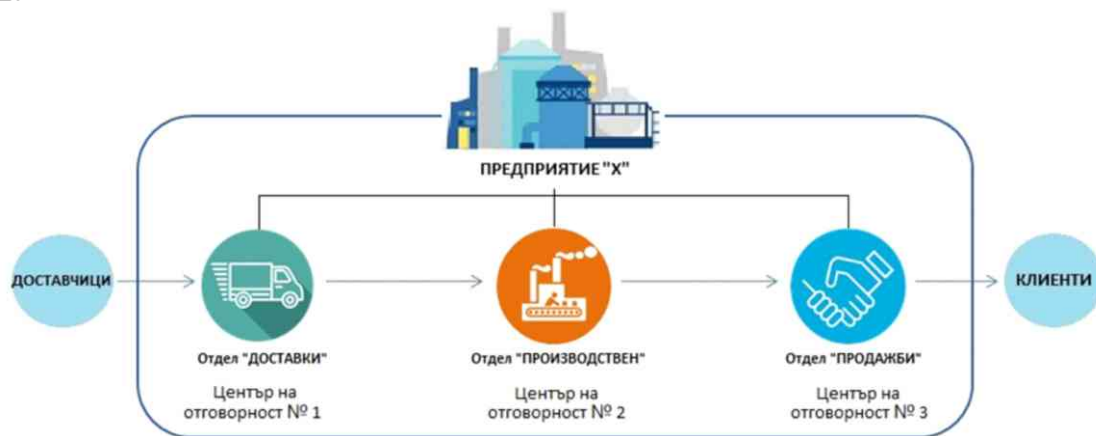 ПРЕДПРИЯТИЕ "X"
ДОСТАВЧИЦИ
КЛИЕНТИ
Отдел "ДОСТАВКИ"
Отдел "ПРОИЗВОДСТВЕН"
Отдел "ПРОДАЖБИ"
Център на
отговорност № 1
Център на
отговорност № 2
Център на
отговорност № 3